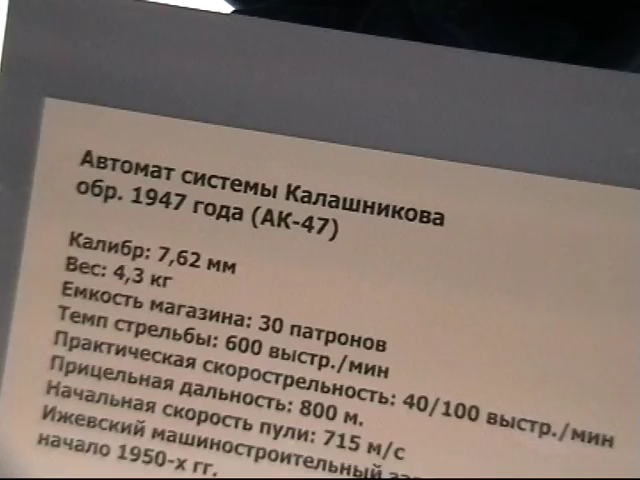 Автомат системы Калашникова
обр. 1947 года (АК-47)
Калибр: 7,62 мм
Вес: 4,3 кг
Емкость магазина: 30 патронов
Темп стрельбы: 600 выстр./мин
Практическая скорострельность: 40/100 выстр./мин
Прицельная дальность: 800 м.
Начальная скорость пули: 715 м/с
Ижевский машиностроительный
начало 1950-х гг.